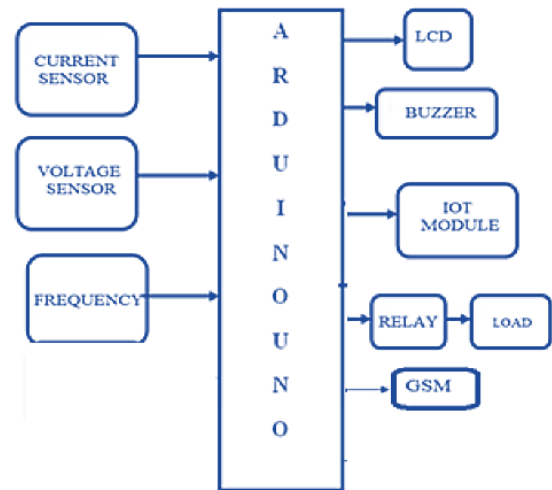 CURRENT
SENSOR
VOLTAGE
SENSOR
FREQUENCY
A
R
D
U
I
N
O
U
N
O
LCD
BUZZER
IOT
MODULE
RELAY
LOAD
GSM